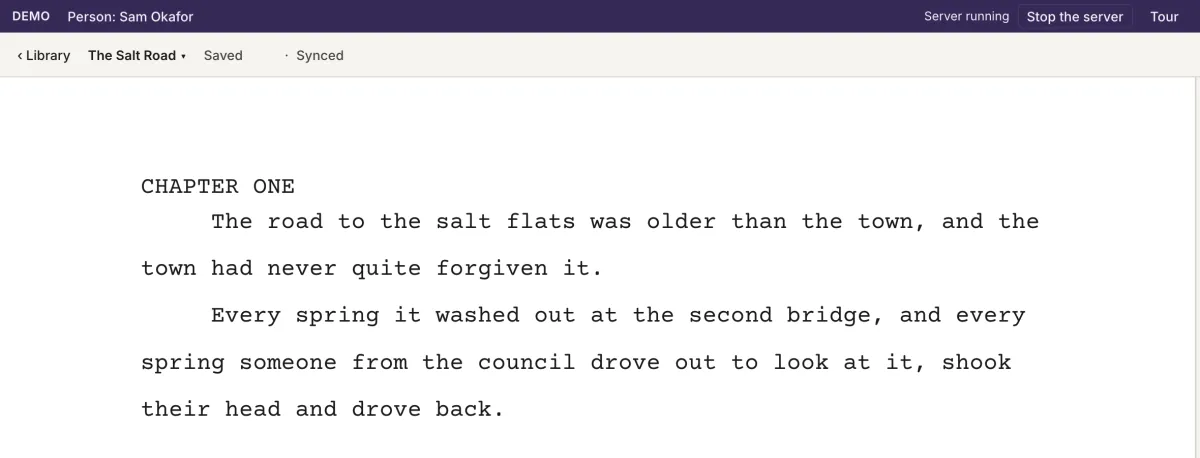 DEMO Person: Sam Okafor Server running Stop the server Tour
‹ Library The Salt Road ▾ Saved · Synced
CHAPTER ONE
The road to the salt flats was older than the town, and the
town had never quite forgiven it.
Every spring it washed out at the second bridge, and every
spring someone from the council drove out to look at it, shook
their head and drove back.